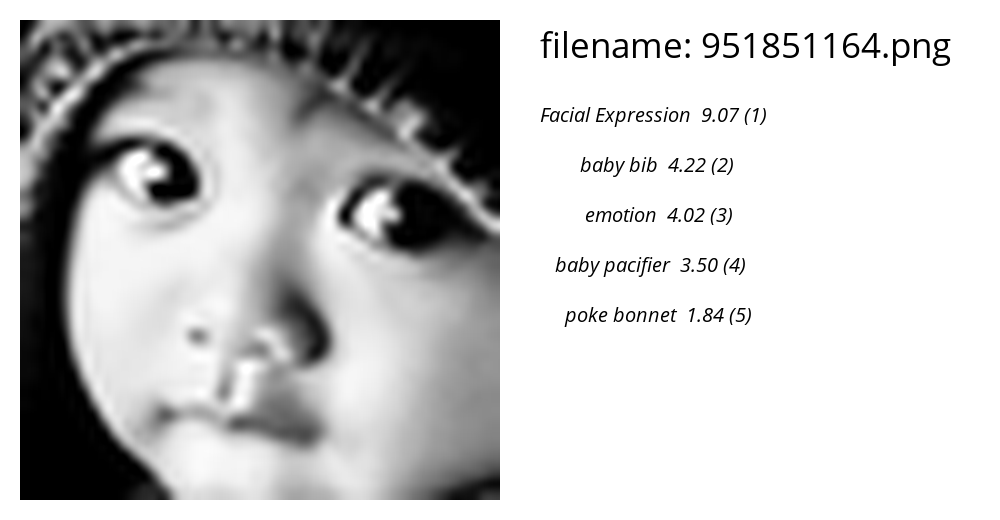 filename: 951851164.png
Facial Expression 9.07 (1)
baby bib 4.22 (2)
emotion 4.02 (3)
baby pacifier 3.50 (4)
poke bonnet 1.84 (5)